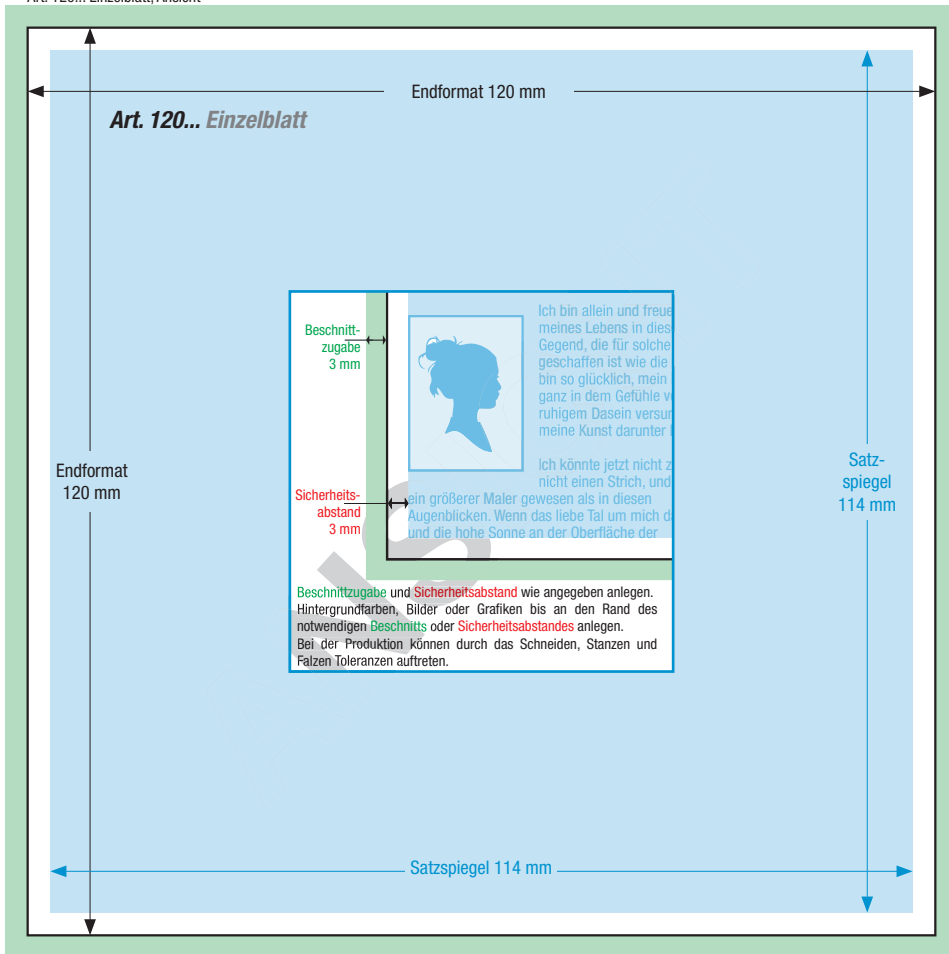 Art. 120... Einzelblatt, Ansicht
Endformat 120 mm
Art. 120... Einzelblatt
Beschnitt-
zugabe
3 mm
Ich bin allein und freue
meines Lebens in dies
Gegend, die für solche
geschaffen ist wie die
bin so glücklich, mein
ganz in dem Gefühle v
ruhigem Dasein versun
meine Kunst darunter
Ich könnte jetzt nicht z
nicht einen Strich, und
ein größerer Maler gewesen als in diesen
Augenblicken. Wenn das liebe Tal um mich d
und die hohe Sonne an der Oberfläche der
Sicherheits-
abstand
3 mm
Endformat
120 mm
Satz-
spiegel
114 mm
Beschnittzugabe und Sicherheitsabstand wie angegeben anlegen.
Hintergrundfarben, Bilder oder Grafiken bis an den Rand des
notwendigen Beschnitts oder Sicherheitsabstandes anlegen.
Bei der Produktion können durch das Schneiden, Stanzen und
Falzen Toleranzen auftreten.
Satzspiegel 114 mm